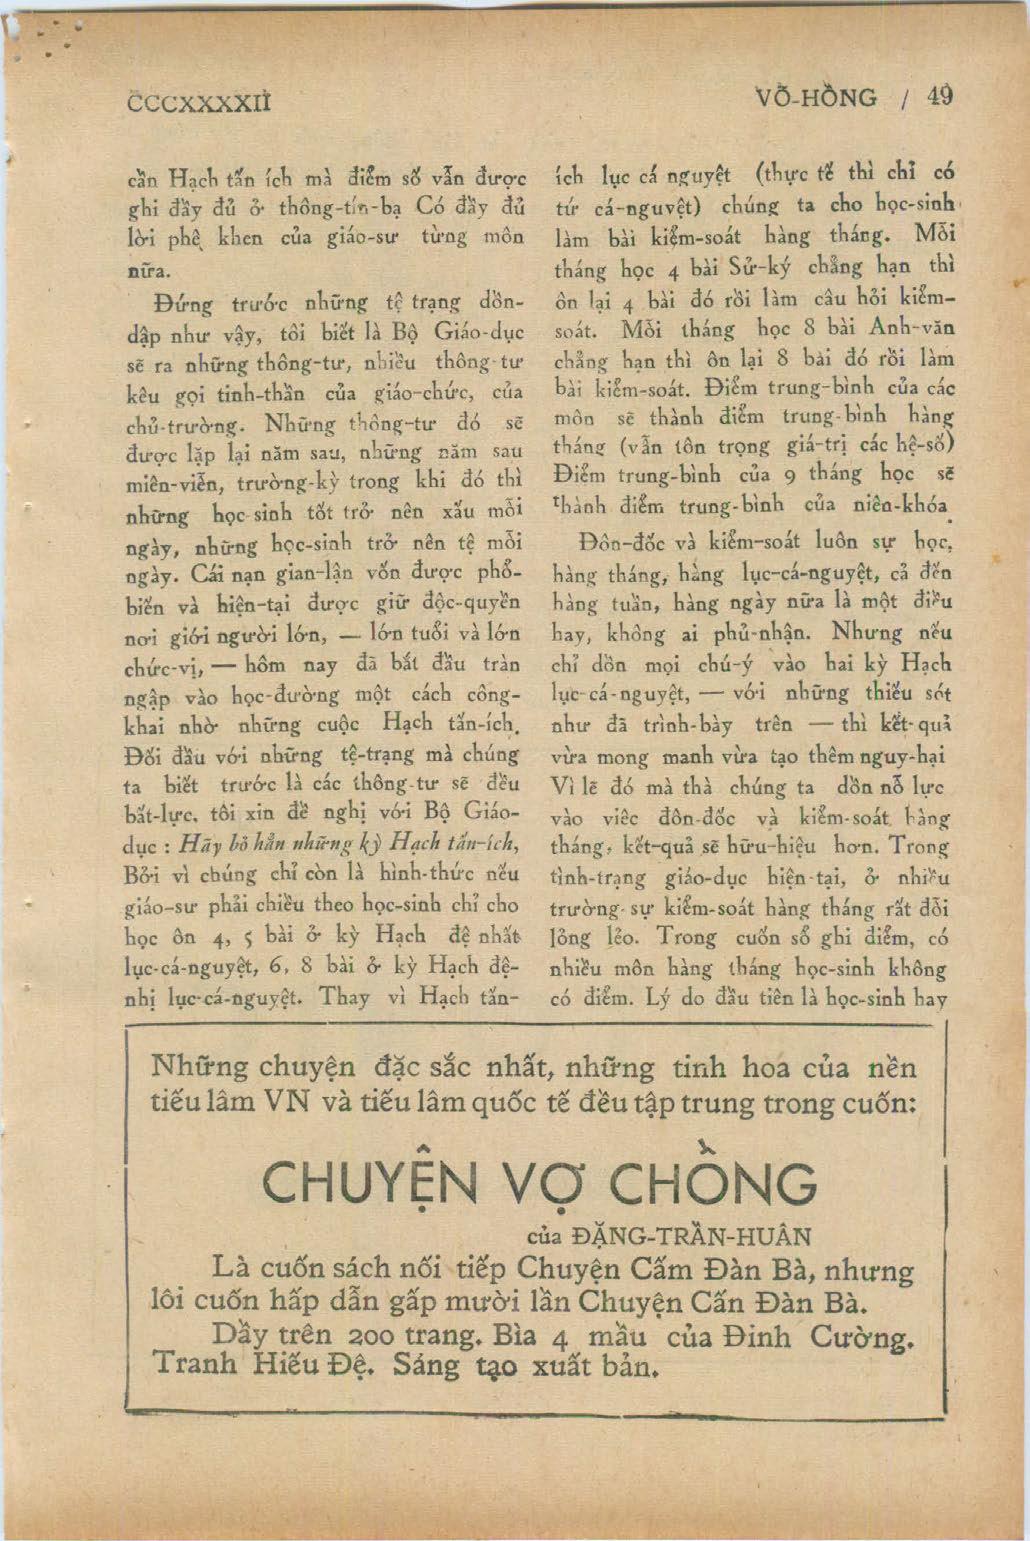 CCCXXXXII
VÕ-HỒNG / 49
cần Hạch tấn ích mà điểm số vẫn được
ghi đầy đủ ở thông-tín-bạ Có đầy đủ
lời phê khen của giáo-sư từng môn
nữa.
Đứng trước những tệ trạng dồn-
dập như vậy, tôi biết là Bộ Giáo-dục
sẽ ra những thông-tư, nhiều thông-tư
kêu gọi tinh-thần của giáo-chức, của
chủ-trường. Những thông-tư đó sẽ
được lặp lại năm sau, những năm sau
miên-viễn, trường-kỳ trong khi đó thì
những học-sinh tốt trở nên xấu mỗi
ngày, những học-sinh trở nên tệ mỗi
ngày. Cái nạn gian-lận vốn được phổ-
biến và hiện-tại được giữ độc-quyền
nơi giới người lớn, — lớn tuổi và lớn
chức-vị, — hôm nay đã bắt đầu tràn
ngập vào học-đường một cách công-
khai nhờ những cuộc Hạch tấn-ích.
Đối đầu với những tệ-trạng mà chúng
ta biết trước là các thông-tư sẽ đều
bất-lực. tôi xin đề nghị với Bộ Giáo-
dục : Hãy bỏ hẳn những kỳ Hạch tấn-ích,
Bởi vì chúng chỉ còn là hình-thức nếu
giáo-sư phải chiều theo học-sinh chỉ cho
học ôn 4, 5 bài ở kỳ Hạch đệ nhất
lục-cá-nguyệt, 6, 8 bài ở kỳ Hạch đệ-
nhị lục-cá-nguyệt. Thay vì Hạch tấn-
ích lục cá nguyệt (thực tế thì chỉ có
tứ cá-nguyệt) chúng ta cho học-sinh
làm bài kiểm-soát hàng tháng. Mỗi
tháng học 4 bài Sử-ký chẳng hạn thì
ôn lại 4 bài đó rồi làm câu hỏi kiểm-
soát. Mỗi tháng học 8 bài Anh-văn
chẳng hạn thì ôn lại 8 bài đó rồi làm
bài kiểm-soát. Điểm trung-bình của các
môn sẽ thành điểm trung-bình hàng
tháng (vẫn tôn trọng giá-trị các hệ-số)
Điểm trung-bình của 9 tháng học sẽ
thành điểm trung-bình của niên-khóa.
Đôn-đốc và kiểm-soát luôn sự học,
hàng tháng, hàng lục-cá-nguyệt, cả đến
hàng tuần, hàng ngày nữa là một điều
hay, không ai phủ-nhận. Nhưng nếu
chỉ dồn mọi chú-ý vào hai kỳ Hạch
lục-cá-nguyệt, — với những thiếu sót
như đã trình-bày trên — thì kết-quả
vừa mong manh vừa tạo thêm nguy-hại
Vì lẽ đó mà thà chúng ta dồn nỗ lực
vào việc đôn-đốc và kiểm-soát hàng
tháng, kết-quả sẽ hữu-hiệu hơn. Trong
tình-trạng giáo-dục hiện-tại, ở nhiều
trường sự kiểm-soát hàng tháng rất đỗi
lỏng lẻo. Trong cuốn sổ ghi điểm, có
nhiều môn hàng tháng học-sinh không
có điểm. Lý do đầu tiên là học-sinh hay
Những chuyện đặc sắc nhất, những tinh hoa của nền
tiếu lâm VN và tiếu lâm quốc tế đều tập trung trong cuốn:
CHUYỆN VỢ CHỒNG
của ĐẶNG-TRẦN-HUÂN
Là cuốn sách nối tiếp Chuyện Cấm Đàn Bà, nhưng
lôi cuốn hấp dẫn gấp mười lần Chuyện Cấn Đàn Bà.
Dầy trên 200 trang. Bìa 4 mầu của Đinh Cường.
Tranh Hiếu Đệ. Sáng tạo xuất bản.